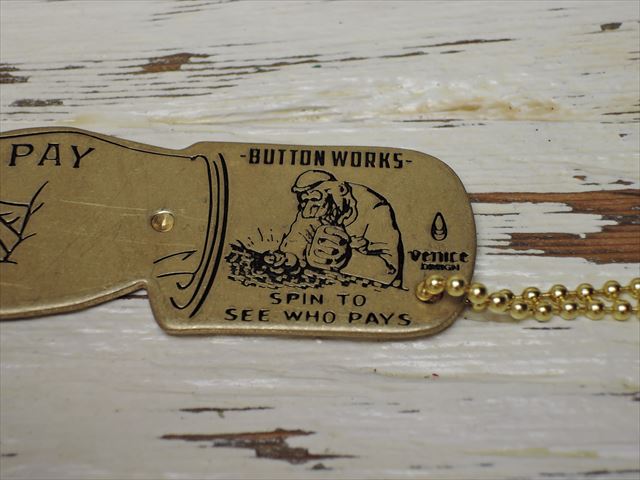 PAY
-BUTTON WORKS-
VENICE
DESIGN
SPIN TO
SEE WHO PAYS